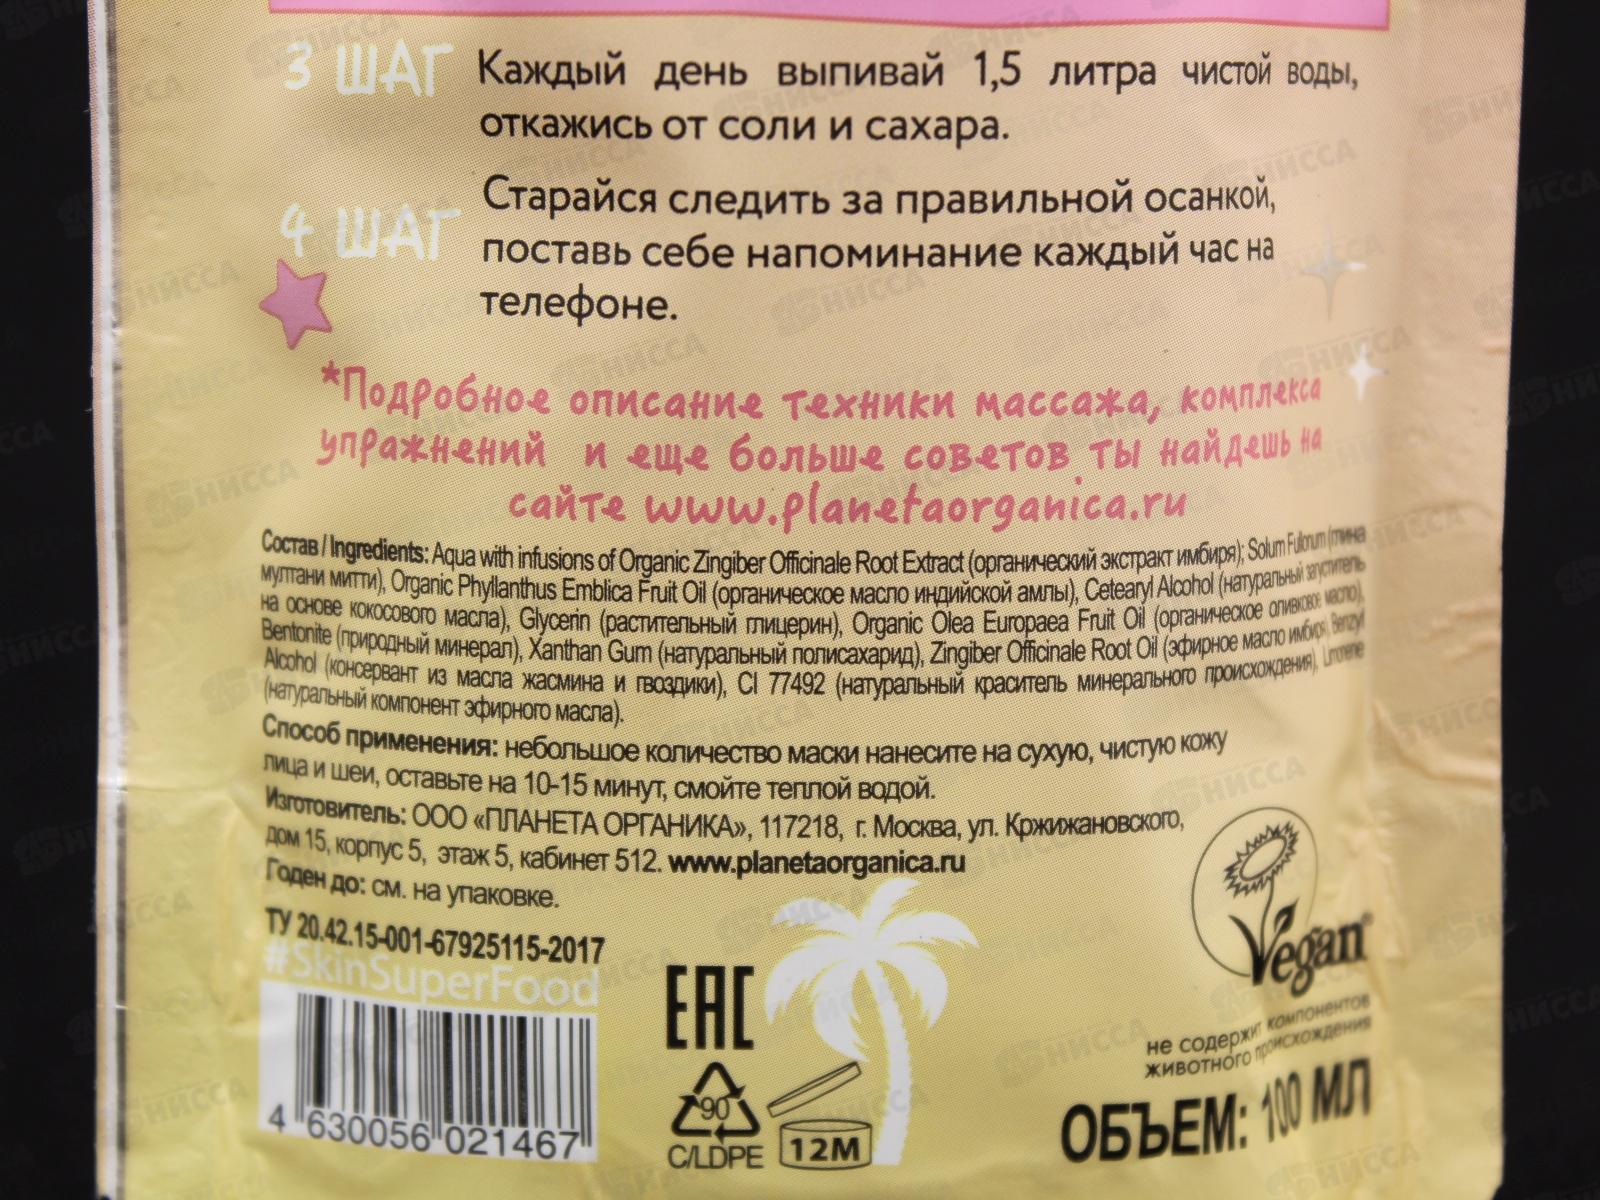 3 ШАГ
Каждый день выпивай 1,5 литра чистой воды,
откажись от соли и сахара.
4 ШАГ
Старайся следить за правильной осанкой,
поставь себе напоминание каждый час на
телефоне.
*Подробное описание техники массажа, комплекса
упражнений и еще больше советов ты найдешь на
сайте www.planetaorganica.ru
Состав / Ingredients: Aqua with infusions of Organic Zingiber Officinale Root Extract (органический экстракт имбиря); Solum Fullonum (глина
мултани митти), Organic Phyllanthus Emblica Fruit Oil (органическое масло индийской амлы), Cetearyl Alcohol (натуральный загуститель
на основе кокосового масла), Glycerin (растительный глицерин), Organic Olea Europaea Fruit Oil (органическое оливковое масло),
Bentonite (природный минерал), Xanthan Gum (натуральный полисахарид), Zingiber Officinale Root Oil (эфирное масло имбиря), Benzyl
Alcohol (консервант из масла жасмина и гвоздики), CI 77492 (натуральный краситель минерального происхождения), Limonene
(натуральный компонент эфирного масла).
Способ применения: небольшое количество маски нанесите на сухую, чистую кожу
лица и шеи, оставьте на 10-15 минут, смойте теплой водой.
Изготовитель: ООО «ПЛАНЕТА ОРГАНИКА», 117218, г. Москва, ул. Кржижановского,
дом 15, корпус 5, этаж 5, кабинет 512. www.planetaorganica.ru
Годен до: см. на упаковке.
ТУ 20.42.15-001-67925115-2017
#SkinSuperFood
EAC
Vegan
не содержит компонентов
животного происхождения
90
C/LDPE
12M
ОБЪЕМ: 100 МЛ
4 630056 021467
НИССА